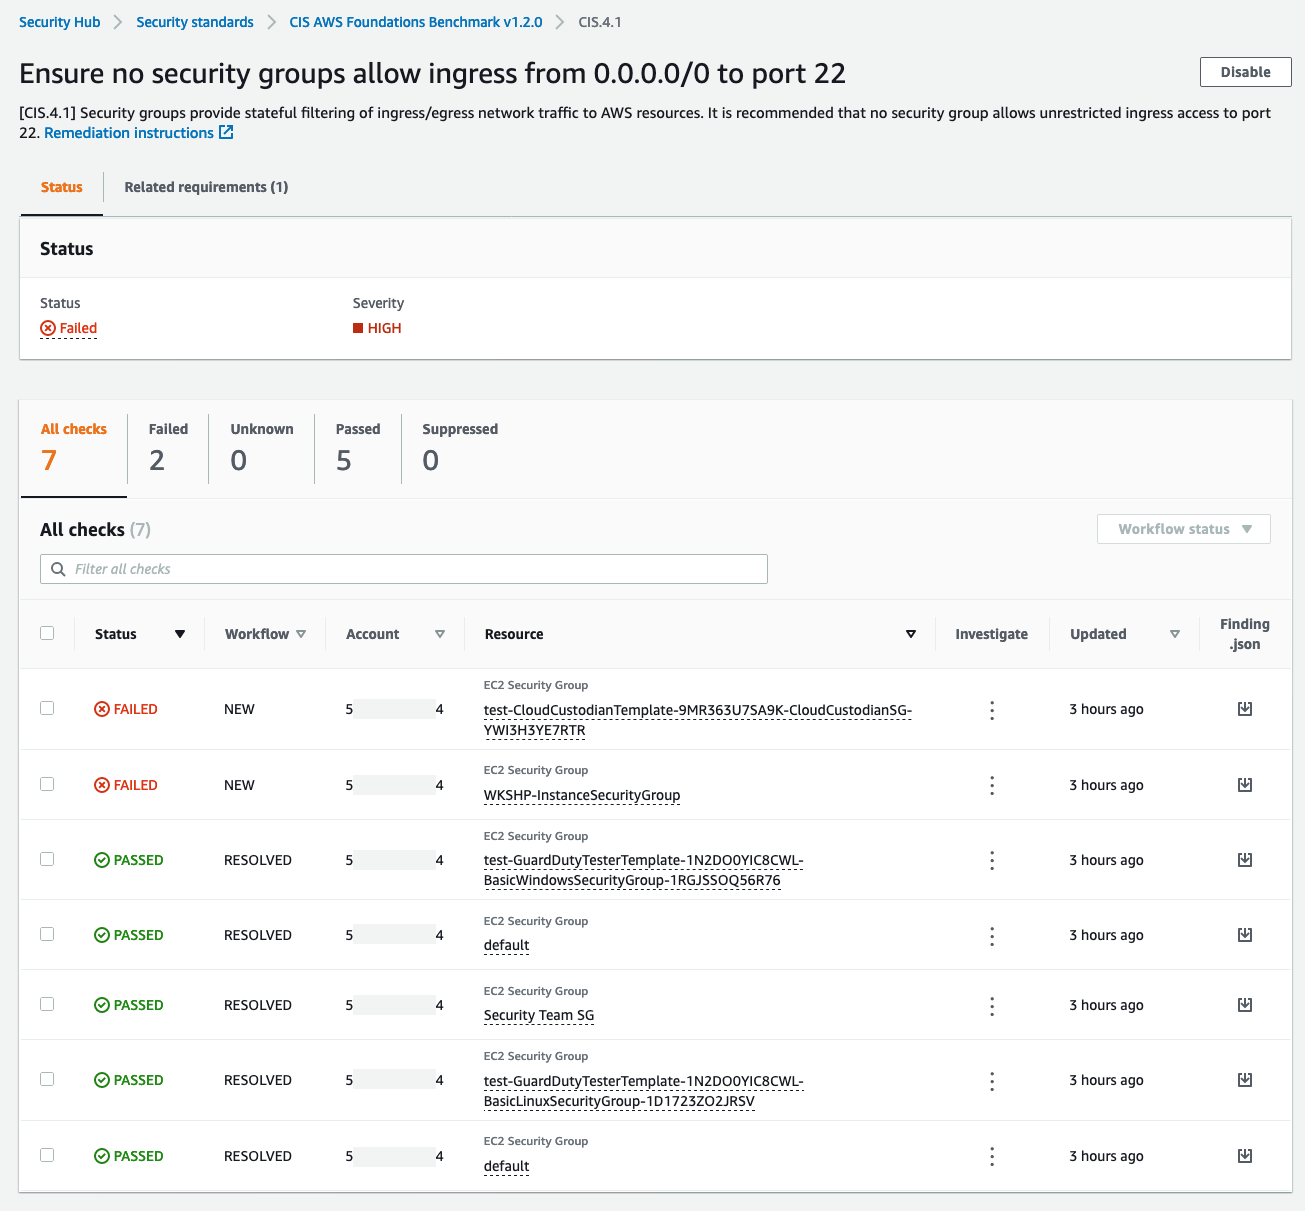 Security Hub > Security standards > CIS AWS Foundations Benchmark v1.2.0 > CIS.4.1
Ensure no security groups allow ingress from 0.0.0.0/0 to port 22
Disable
[CIS.4.1] Security groups provide stateful filtering of ingress/egress network traffic to AWS resources. It is recommended that no security group allows unrestricted ingress access to port
22. Remediation instructions
Status Related requirements (1)
Status
Status Severity
Failed HIGH
All checks Failed Unknown Passed Suppressed
7 2 0 5 0
All checks (7)
Workflow status
Filter all checks
Status Workflow Account Resource Investigate Updated Finding
.json
EC2 Security Group
FAILED NEW 5 4 test-CloudCustodianTemplate-9MR363U7SA9K-CloudCustodianSG- 3 hours ago
YWI3H3YE7RTR
EC2 Security Group
FAILED NEW 5 4 WKSHP-InstanceSecurityGroup 3 hours ago
EC2 Security Group
PASSED RESOLVED 5 4 test-GuardDutyTesterTemplate-1N2DO0YIC8CWL- 3 hours ago
BasicWindowsSecurityGroup-1RGJSSOQ56R76
EC2 Security Group
PASSED RESOLVED 5 4 default 3 hours ago
EC2 Security Group
PASSED RESOLVED 5 4 Security Team SG 3 hours ago
EC2 Security Group
PASSED RESOLVED 5 4 test-GuardDutyTesterTemplate-1N2DO0YIC8CWL- 3 hours ago
BasicLinuxSecurityGroup-1D1723ZO2JRSV
EC2 Security Group
PASSED RESOLVED 5 4 default 3 hours ago